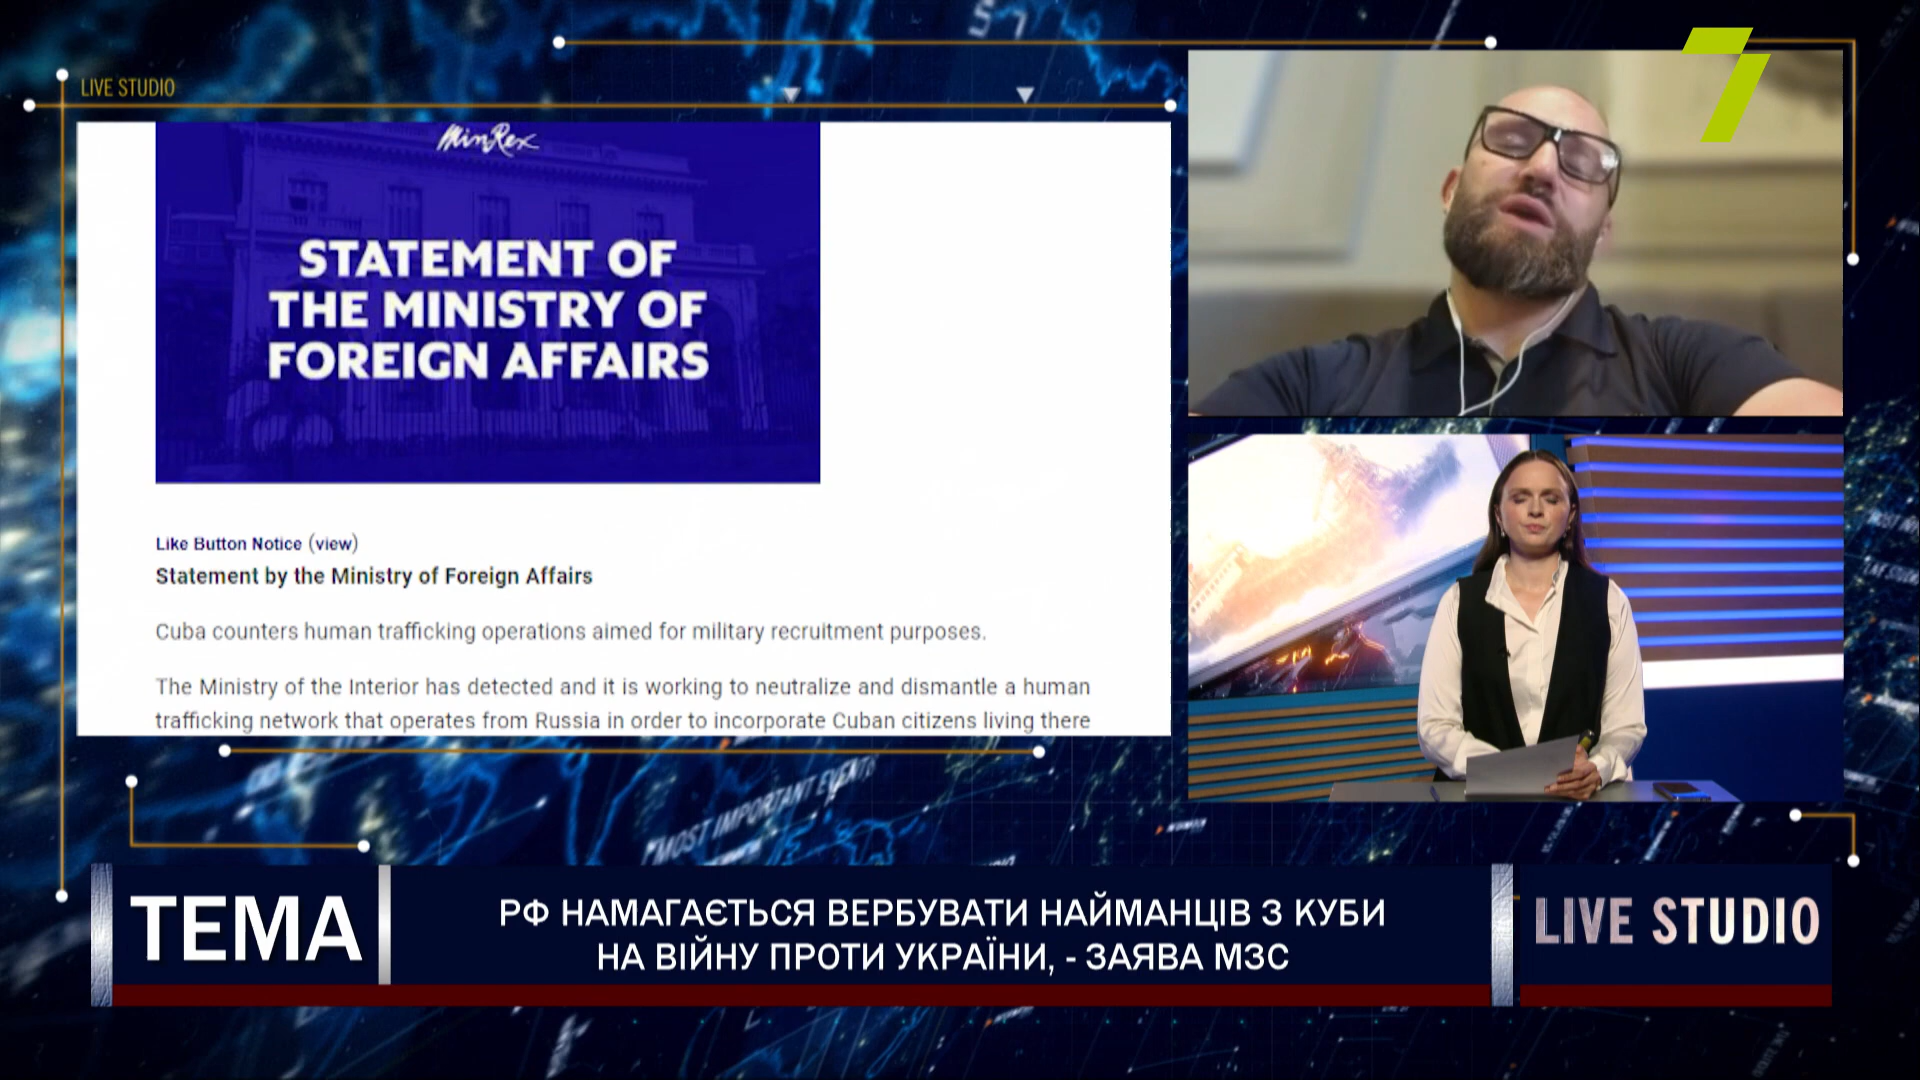 LIVE STUDIO
7
MinRex
STATEMENT OF
THE MINISTRY OF
FOREIGN AFFAIRS
Like Button Notice (view)
Statement by the Ministry of Foreign Affairs
Cuba counters human trafficking operations aimed for military recruitment purposes.
The Ministry of the Interior has detected and it is working to neutralize and dismantle a human
trafficking network that operates from Russia in order to incorporate Cuban citizens living there
MOST IMPORTANT EVENTS
ТЕМА
РФ НАМАГАЄТЬСЯ ВЕРБУВАТИ НАЙМАНЦІВ З КУБИ
НА ВІЙНУ ПРОТИ УКРАЇНИ, - ЗАЯВА МЗС
LIVE STUDIO